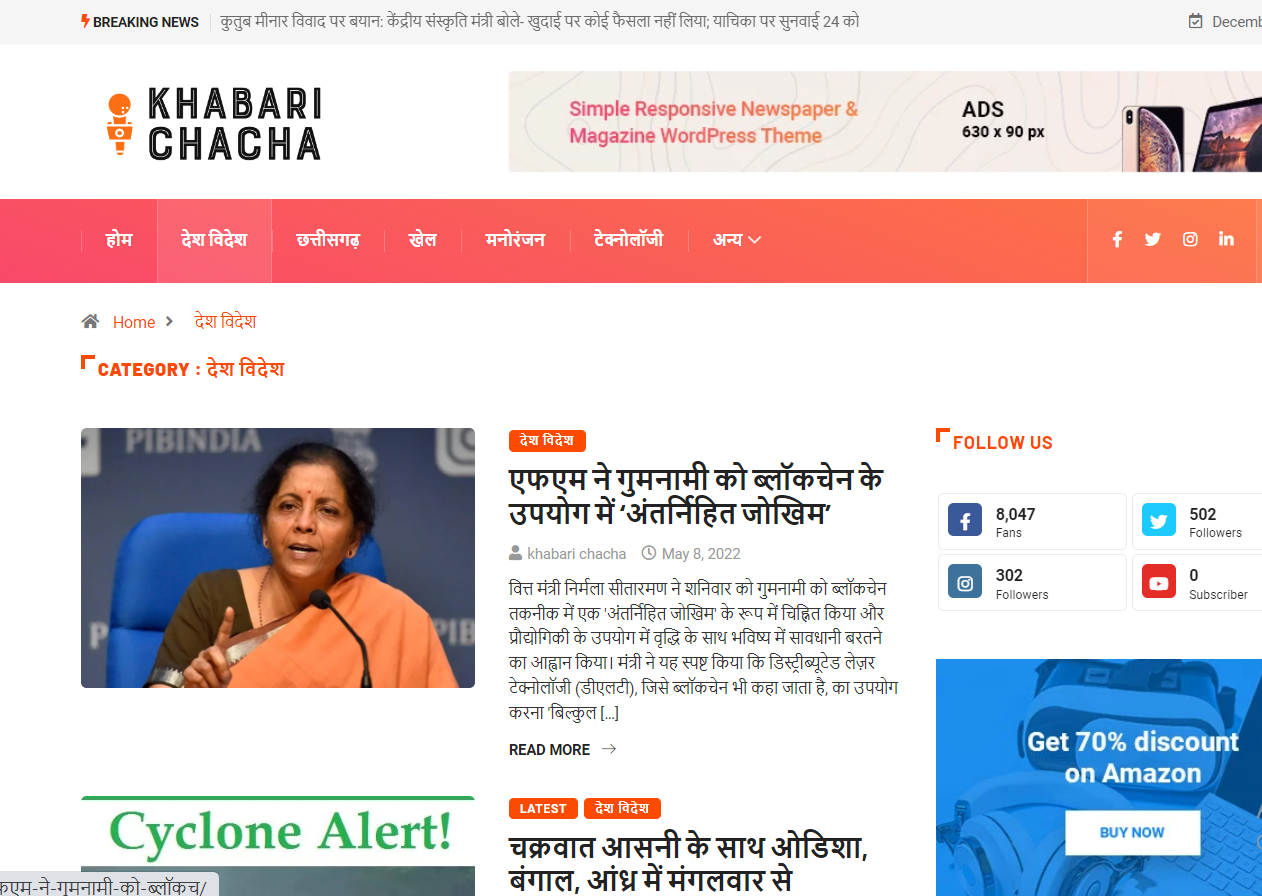 BREAKING NEWS
कुतुब मीनार विवाद पर बयान: केंद्रीय संस्कृति मंत्री बोले- खुदाई पर कोई फैसला नहीं लिया; याचिका पर सुनवाई 24 को
KHABARI
CHACHA
Simple Responsive Newspaper &
Magazine WordPress Theme
ADS
630 x 90 px
होम
देश विदेश
छत्तीसगढ़
खेल
मनोरंजन
टेक्नोलॉजी
अन्य
Home
देश विदेश
CATEGORY : देश विदेश
PIBINDIA
देश विदेश
एफएम ने गुमनामी को ब्लॉकचेन के
उपयोग में ‘अंतर्निहित जोखिम’
khabari chacha May 8, 2022
वित्त मंत्री निर्मला सीतारमण ने शनिवार को गुमनामी को ब्लॉकचेन
तकनीक में एक 'अंतर्निहित जोखिम' के रूप में चिह्नित किया और
प्रौद्योगिकी के उपयोग में वृद्धि के साथ भविष्य में सावधानी बरतने
का आह्वान किया। मंत्री ने यह स्पष्ट किया कि डिस्ट्रीब्यूटेड लेज़र
टेक्नोलॉजी (डीएलटी), जिसे ब्लॉकचेन भी कहा जाता है, का उपयोग
करना 'बिल्कुल [...]
READ MORE
FOLLOW US
8,047
Fans
502
Followers
302
Followers
0
Subscriber
Get 70% discount
on Amazon
BUY NOW
Cyclone Alert!
LATEST देश विदेश
चक्रवात आसनी के साथ ओडिशा,
बंगाल, आंध्र में मंगलवार से